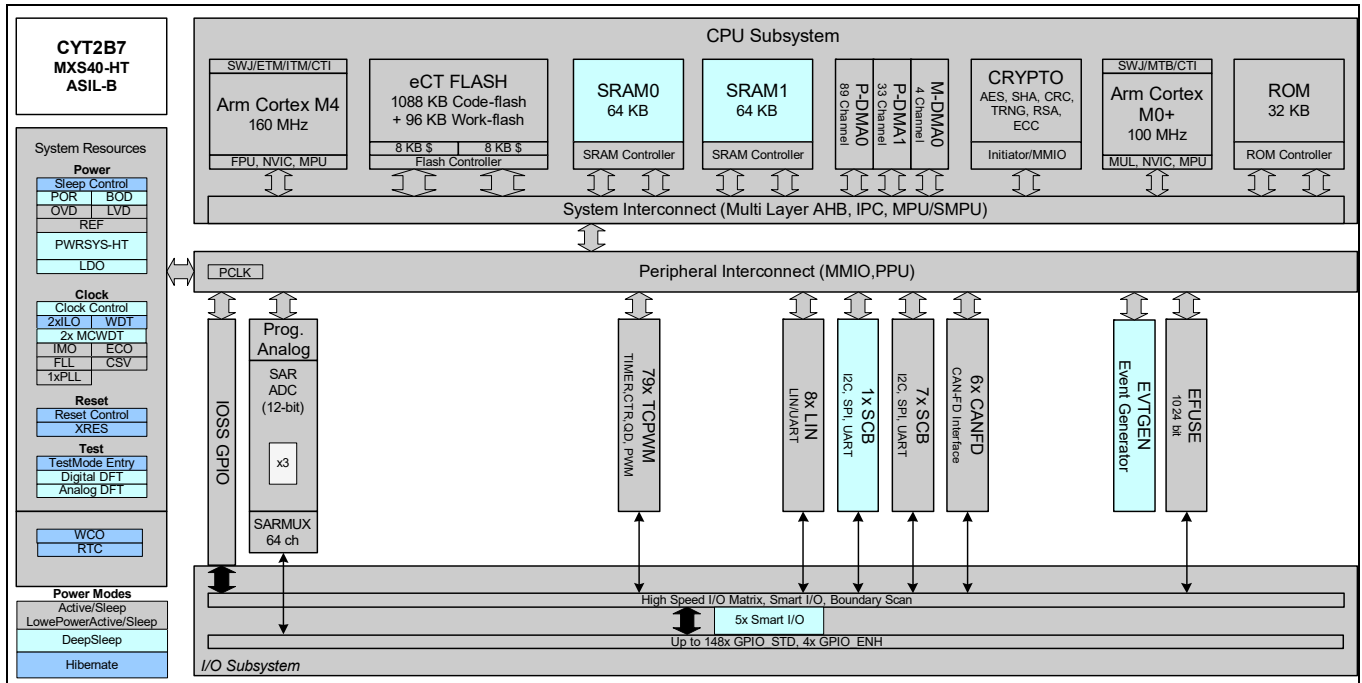 CYT2B7
MXS40-HT
ASIL-B
System Resources
Power
Sleep Control
POR BOD
OVD LVD
REF
PWRSYS-HT
LDO
Clock
Clock Control
2xILO WDT
2x MCWDT
IMO ECO
FLL CSV
1xPLL
Reset
Reset Control
XRES
Test
TestMode Entry
Digital DFT
Analog DFT
WCO
RTC
Power Modes
Active/Sleep
LowePowerActive/Sleep
DeepSleep
Hibernate
CPU Subsystem
SWJ/ETM/ITM/CTI
Arm Cortex M4
160 MHz
FPU, NVIC, MPU
eCT FLASH
1088 KB Code-flash
+ 96 KB Work-flash
8 KB $ 8 KB $
Flash Controller
SRAM0
64 KB
SRAM Controller
SRAM1
64 KB
SRAM Controller
P-DMA0
89 Channel
P-DMA1
33 Channel
M-DMA0
4 Channel
CRYPTO
AES, SHA, CRC,
TRNG, RSA,
ECC
Initiator/MMIO
SWJ/MTB/CTI
Arm Cortex
M0+
100 MHz
MUL, NVIC, MPU
ROM
32 KB
ROM Controller
System Interconnect (Multi Layer AHB, IPC, MPU/SMPU)
PCLK
Peripheral Interconnect (MMIO,PPU)
IOSS GPIO
Prog.
Analog
SAR
ADC
(12-bit)
x3
SARMUX
64 ch
79x TCPWM
TIMER,CTR,QD, PWM
8x LIN
LIN/UART
1x SCB
I2C, SPI, UART
7x SCB
I2C, SPI, UART
6x CANFD
CAN-FD Interface
EVTGEN
Event Generator
EFUSE
1024 bit
High Speed I/O Matrix, Smart I/O, Boundary Scan
5x Smart I/O
Up to 148x GPIO_STD, 4x GPIO_ENH
I/O Subsystem